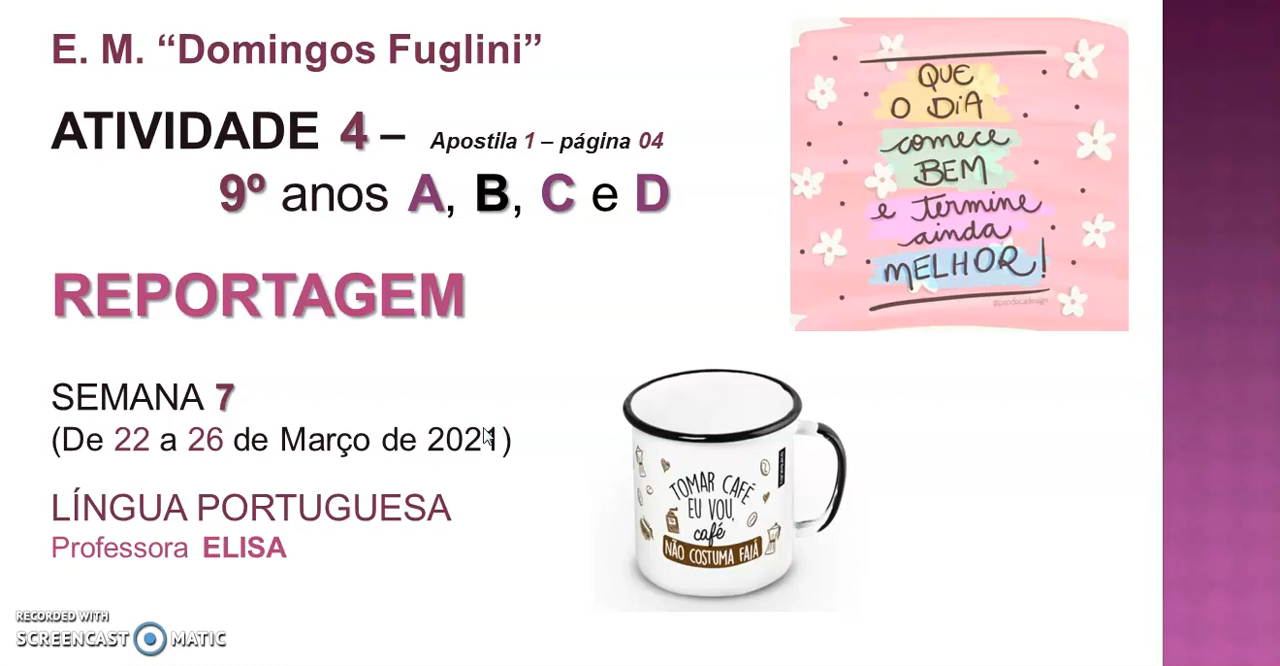 E. M. “Domingos Fuglini”
ATIVIDADE 4 – Apostila 1 – página 04
9º anos A, B, C e D
REPORTAGEM
SEMANA 7
(De 22 a 26 de Março de 2021)
LÍNGUA PORTUGUESA
Professora ELISA
QUE
O DIA
comece
BEM
e termine
ainda
MELHOR!
TOMAR CAFÉ
EU VOU,
café
NÃO COSTUMA FAIÁ
RECORDED WITH
SCREENCAST MATIC